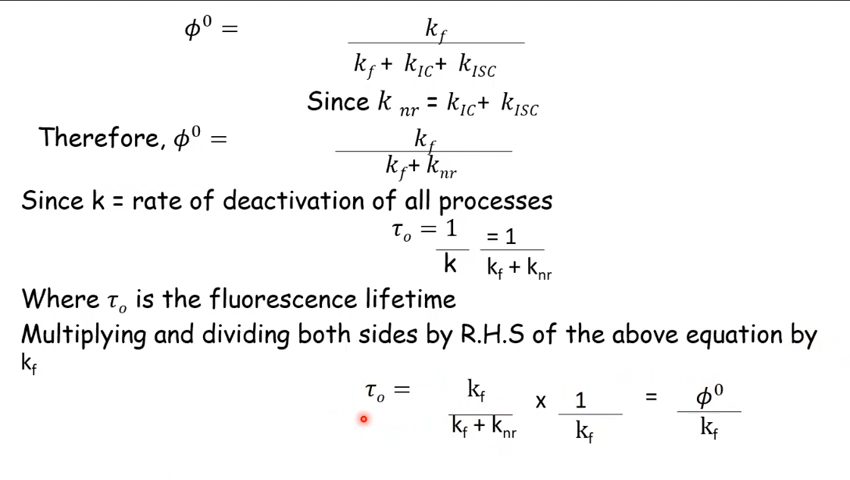 ϕ⁰ = k_f
k_f + k_IC + k_ISC
Since k nr = k_IC + k_ISC
Therefore, ϕ⁰ = k_f
k_f + k_nr
Since k = rate of deactivation of all processes
τ_o = 1 = 1
k k_f + k_nr
Where τ_o is the fluorescence lifetime
Multiplying and dividing both sides by R.H.S of the above equation by
k_f
τ_o = k_f x 1 = ϕ⁰
k_f + k_nr k_f k_f